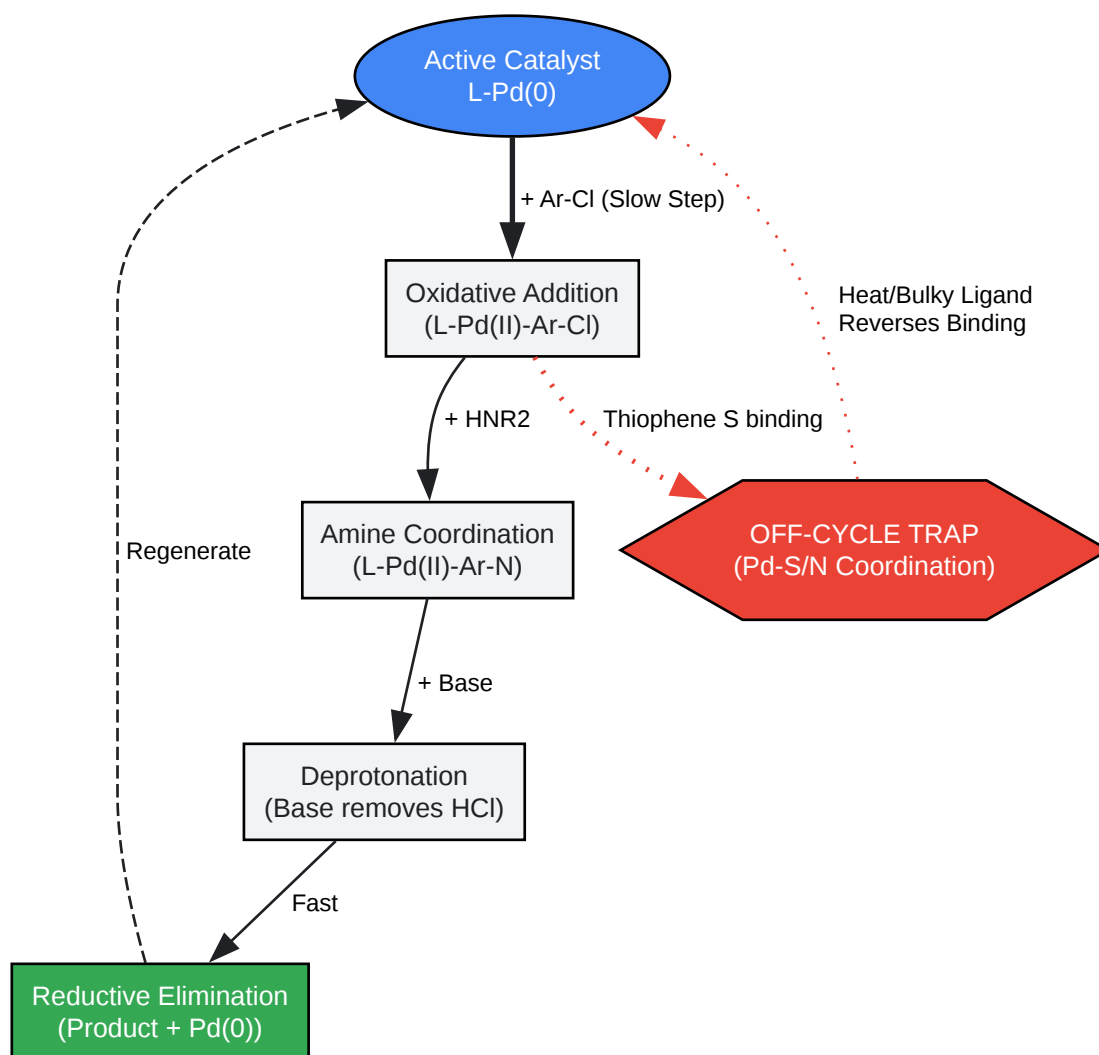 Active Catalyst
L-Pd(0)
+ Ar-Cl (Slow Step)
Oxidative Addition
(L-Pd(II)-Ar-Cl)
Heat/Bulky Ligand
Reverses Binding
+ HNR2
Thiophene S binding
Amine Coordination
(L-Pd(II)-Ar-N)
OFF-CYCLE TRAP
(Pd-S/N Coordination)
Regenerate
+ Base
Deprotonation
(Base removes HCl)
Fast
Reductive Elimination
(Product + Pd(0))